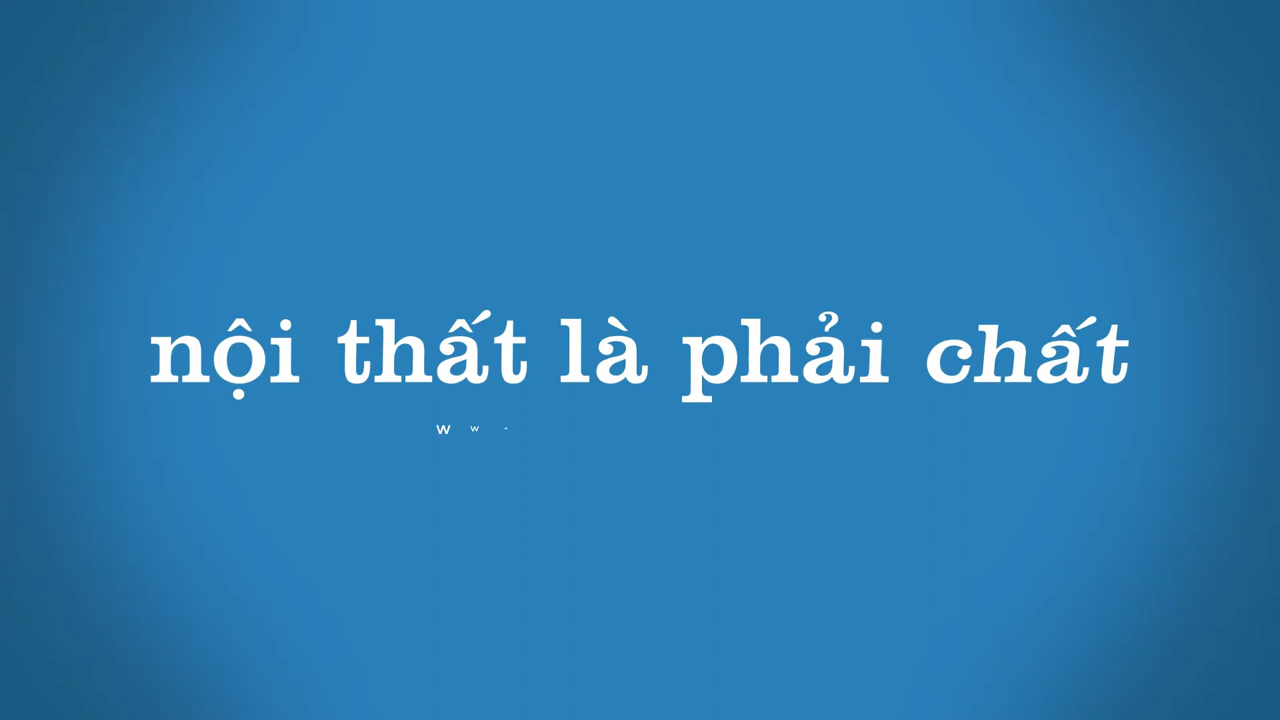 nội thất là phải chất
w w